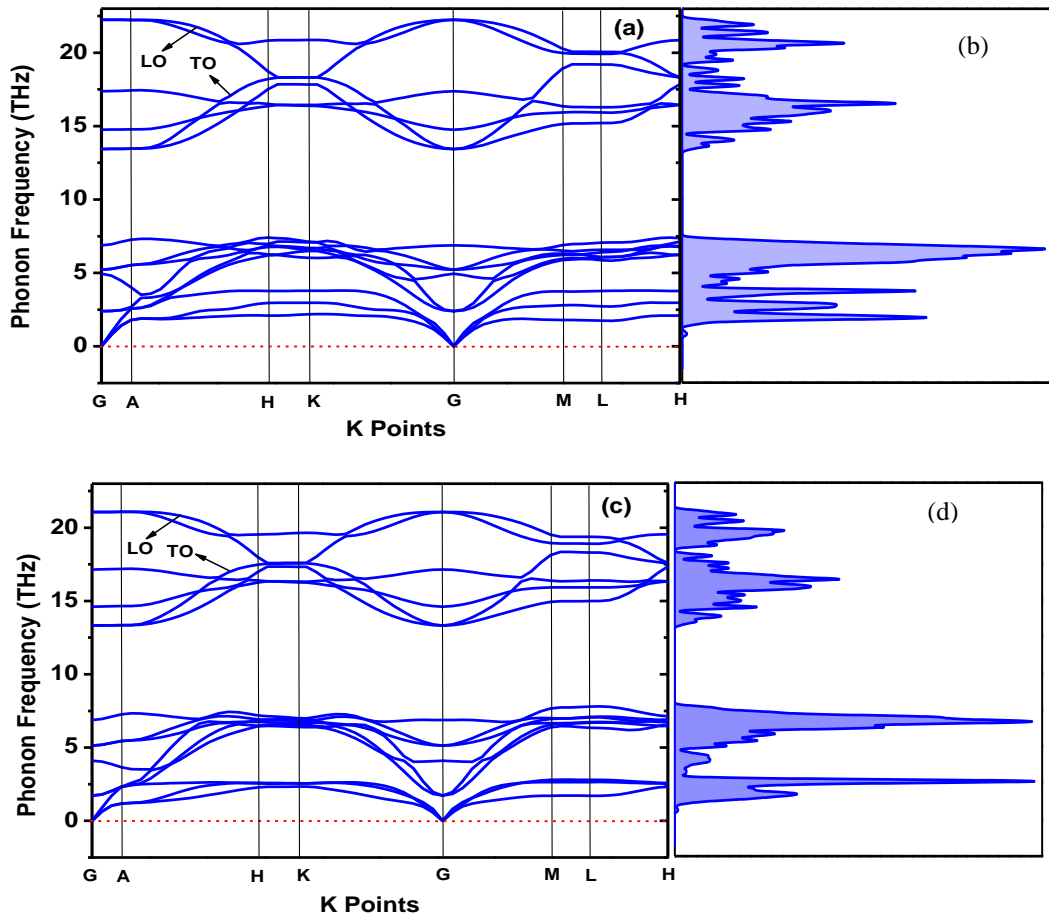 (a)
(b)
20
LO
TO
15
10
5
0
Phonon Frequency (THz)
G A H K G M L H
K Points
(c)
(d)
20
LO
TO
15
10
5
0
Phonon Frequency (THz)
G A H K G M L H
K Points